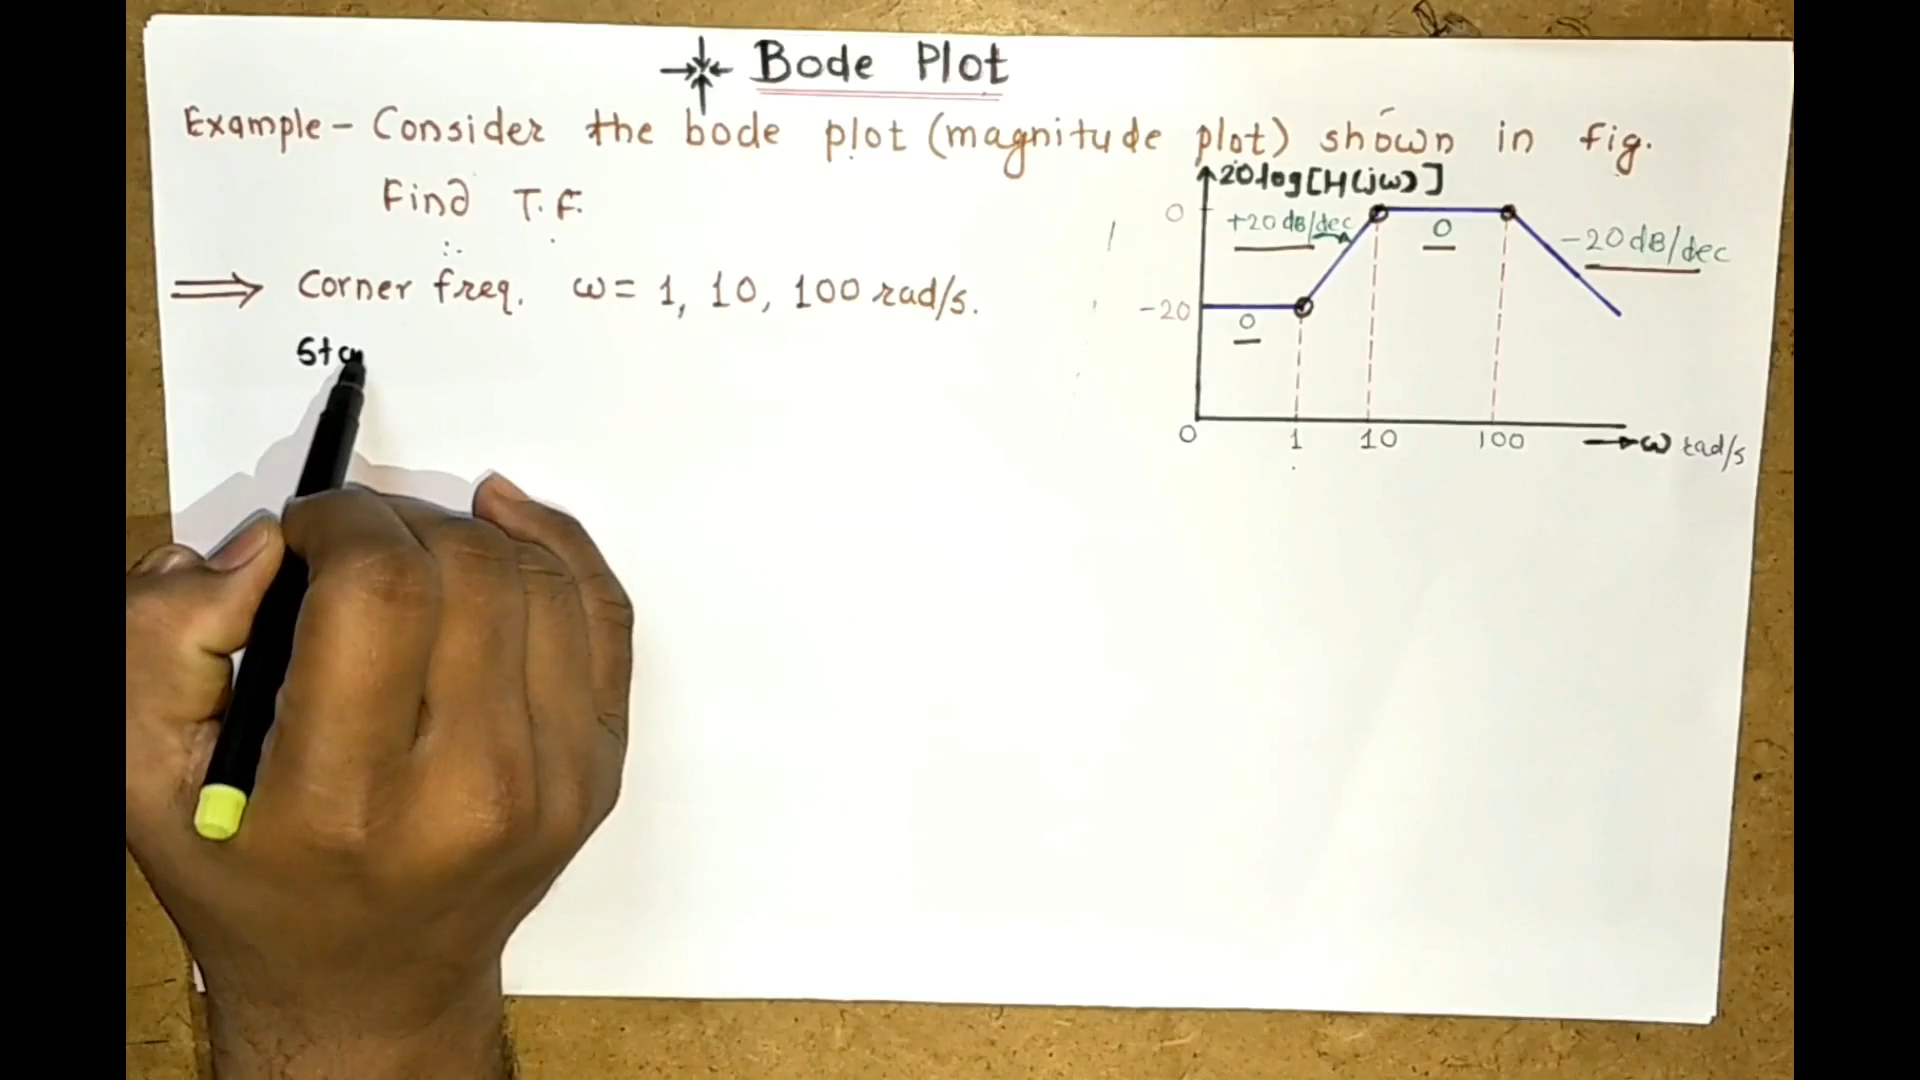 Bode Plot
Example - Consider the bode plot (magnitude plot) shown in fig.
Find T.F.
20log[H(jω)]
0
+20 dB/dec
0
-20 dB/dec
⟹ Corner freq. ω = 1, 10, 100 rad/s.
-20
0
Sta
0 1 10 100 → ω rad/s